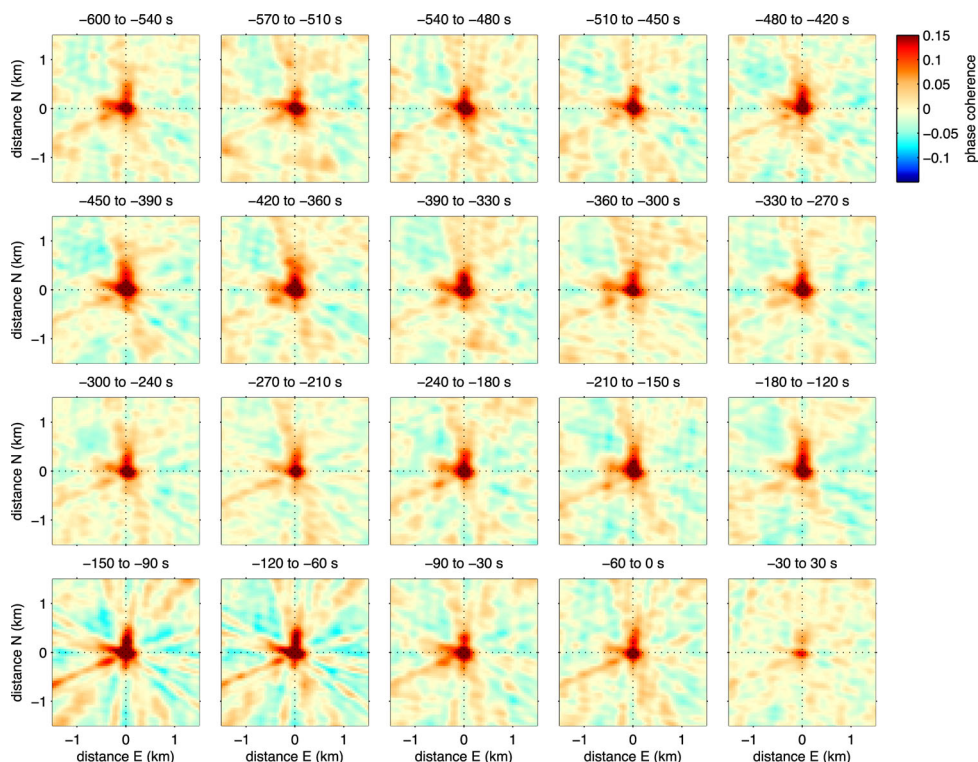 −600 to −540 s
−570 to −510 s
−540 to −480 s
−510 to −450 s
−480 to −420 s
distance N (km)
1
0
−1
0.15
0.1
0.05
0
−0.05
−0.1
phase coherence
−450 to −390 s
−420 to −360 s
−390 to −330 s
−360 to −300 s
−330 to −270 s
distance N (km)
1
0
−1
−300 to −240 s
−270 to −210 s
−240 to −180 s
−210 to −150 s
−180 to −120 s
distance N (km)
1
0
−1
−150 to −90 s
−120 to −60 s
−90 to −30 s
−60 to 0 s
−30 to 30 s
distance N (km)
1
0
−1
−1 0 1
−1 0 1
−1 0 1
−1 0 1
−1 0 1
distance E (km)
distance E (km)
distance E (km)
distance E (km)
distance E (km)